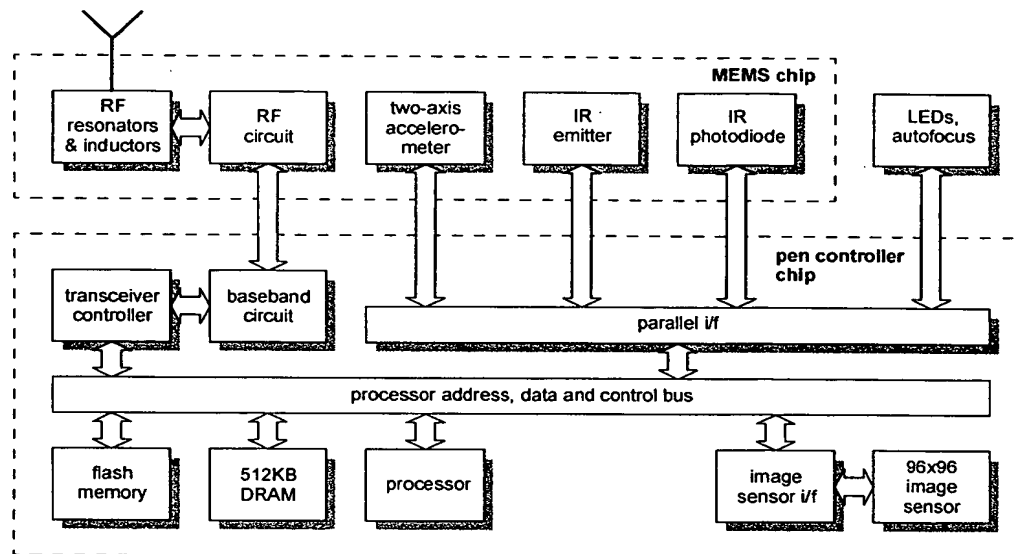 MEMS chip
RF
resonators
& inductors
RF
circuit
two-axis
accelero-
meter
IR
emitter
IR
photodiode
LEDs,
autofocus
pen controller
chip
transceiver
controller
baseband
circuit
parallel i/f
processor address, data and control bus
flash
memory
512KB
DRAM
processor
image
sensor i/f
96x96
image
sensor